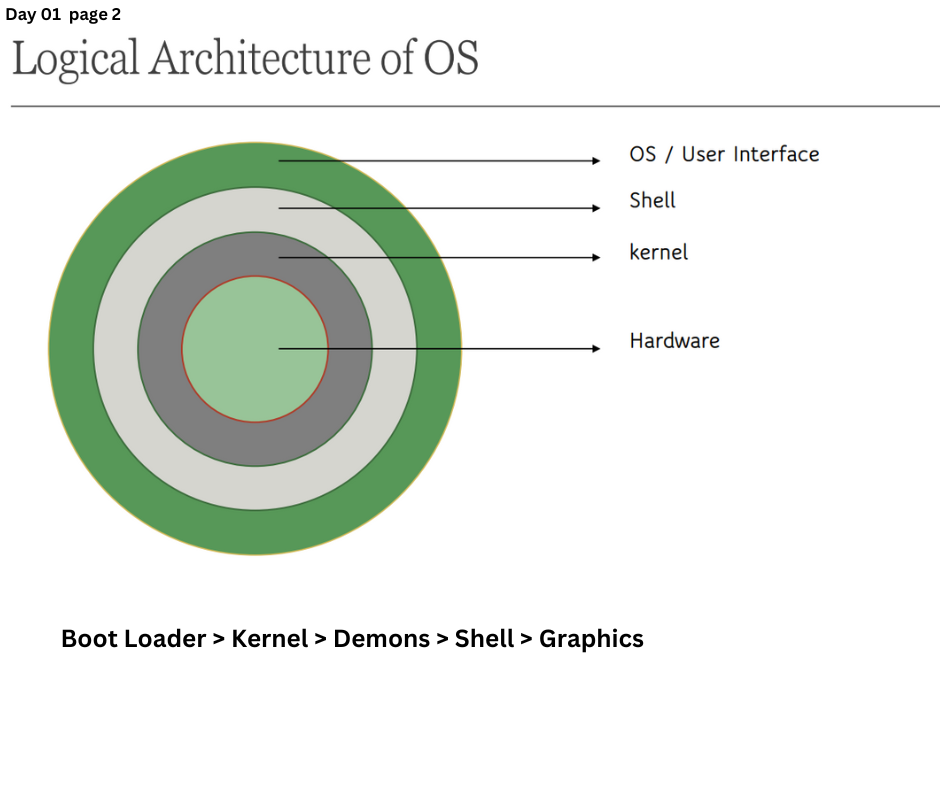 Day 01 page 2
Logical Architecture of OS
OS / User Interface
Shell
kernel
Hardware
Boot Loader > Kernel > Demons > Shell > Graphics